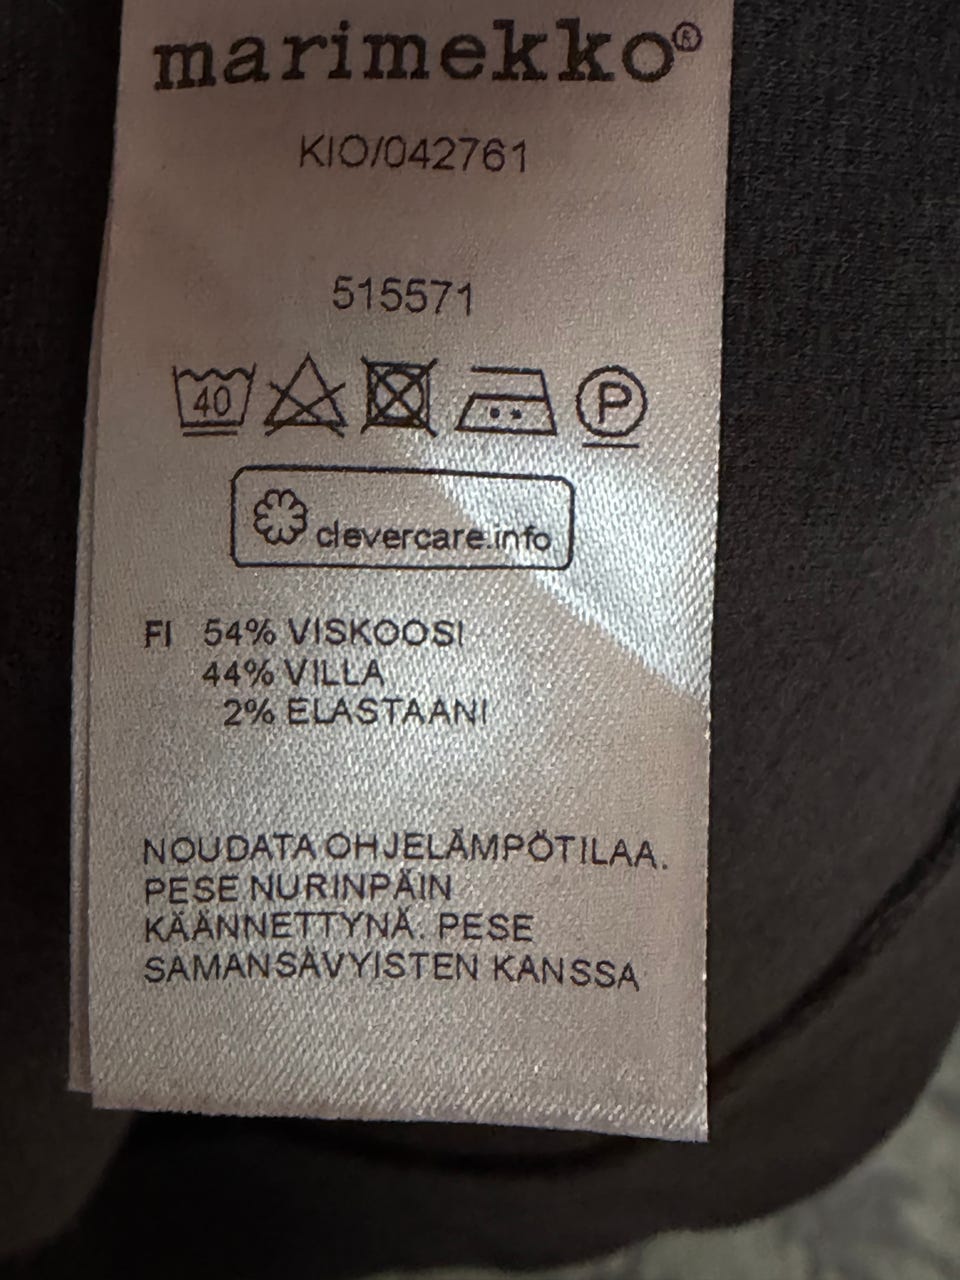 marimekko®
KIO/042761
515571
40 P
clevercare.info
FI 54% VISKOOSI
44% VILLA
2% ELASTAANI
NOUDATA OHJELÄMPÖTILAA.
PESE NURINPÄIN
KÄÄNNETTYNÄ. PESE
SAMANSÄVYISTEN KANSSA